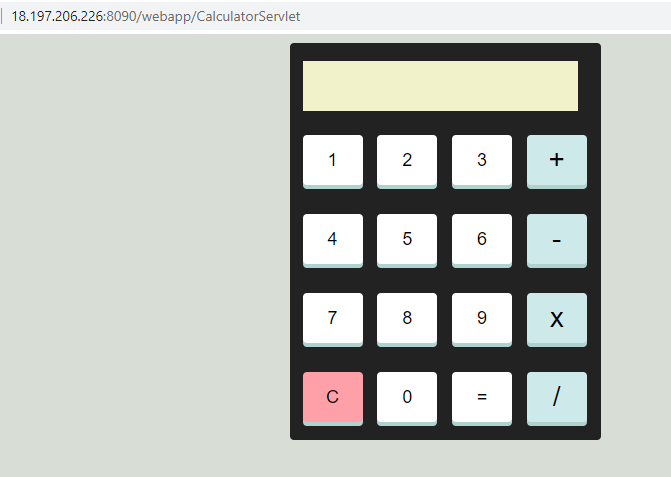 18.197.206.226:8090/webapp/CalculatorServlet
1 2 3 +
4 5 6 -
7 8 9 x
C 0 = /